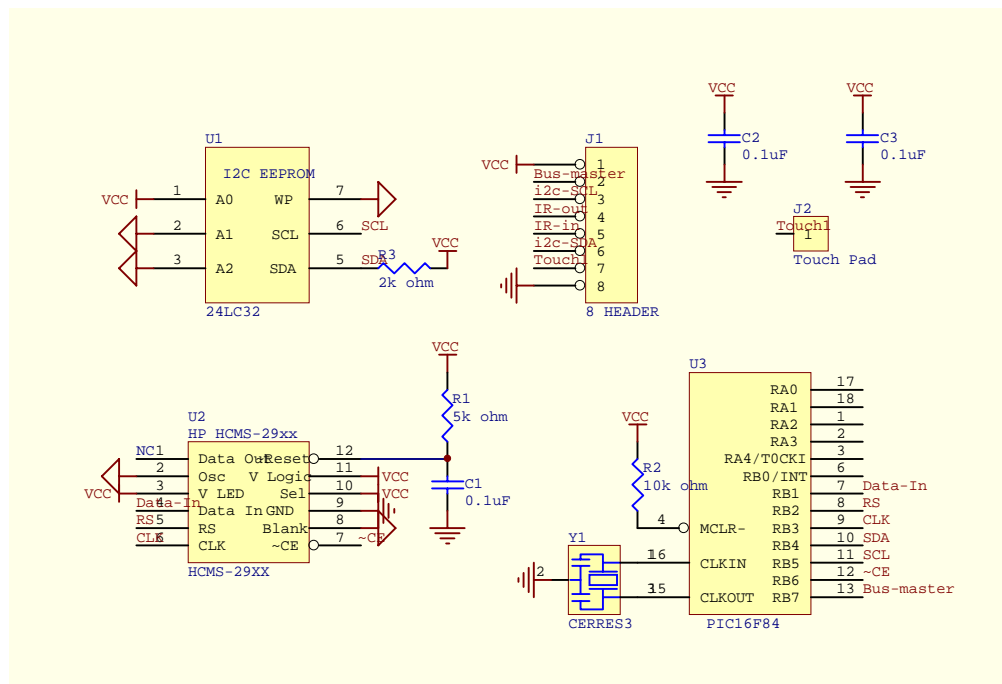 VCC
VCC
C2
0.1uF
C3
0.1uF
U1
I2C EEPROM
VCC
1
A0
WP
7
2
A1
SCL
6
SCL
3
A2
SDA
5
SDA
R3
2k ohm
VCC
24LC32
J1
VCC
1
Bus-master
2
i2c-SCL
3
IR-out
4
IR-in
5
i2c-SDA
6
Touch1
7
8
8 HEADER
J2
Touch1
1
Touch Pad
VCC
R1
5k ohm
C1
0.1uF
U2
HP HCMS-29xx
NC
1
Data Out
~Reset
12
2
Osc
V Logic
11
VCC
VCC
3
V LED
Sel
10
VCC
Data-In
4
Data In
GND
9
RS
5
RS
Blank
8
CLK
6
CLK
~CE
7
~CE
HCMS-29XX
VCC
R2
10k ohm
Y1
2
1
3
CERRES3
U3
4
MCLR-
16
CLKIN
15
CLKOUT
RA0
17
RA1
18
RA2
1
RA3
2
RA4/T0CKI
3
RB0/INT
6
RB1
7
Data-In
RB2
8
RS
RB3
9
CLK
RB4
10
SDA
RB5
11
SCL
RB6
12
~CE
RB7
13
Bus-master
PIC16F84